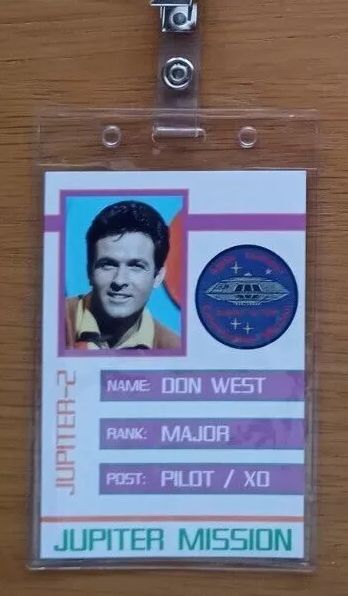 JUPITER-2
NAME: DON WEST
RANK: MAJOR
POST: PILOT / XO
JUPITER MISSION